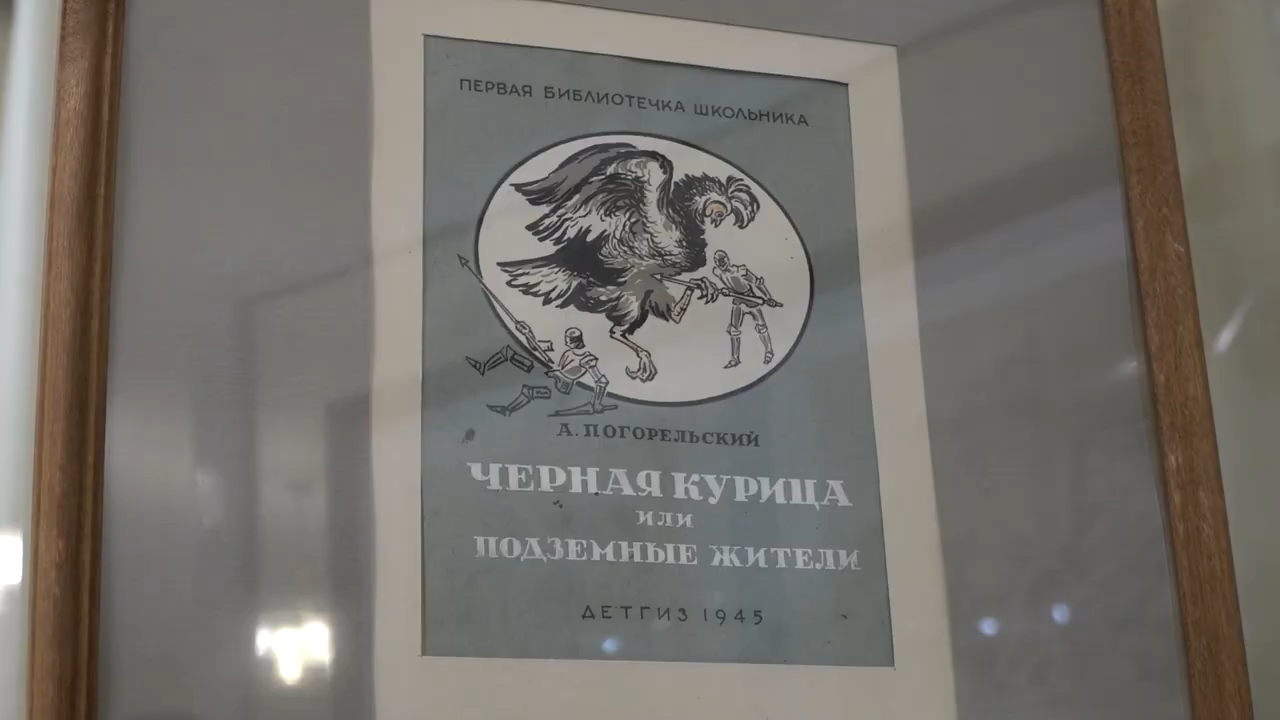 ПЕРВАЯ БИБЛИОТЕЧКА ШКОЛЬНИКА
А. ПОГОРЕЛЬСКИЙ
ЧЕРНАЯ КУРИЦА
ИЛИ
ПОДЗЕМНЫЕ ЖИТЕЛИ
ДЕТГИЗ 1945